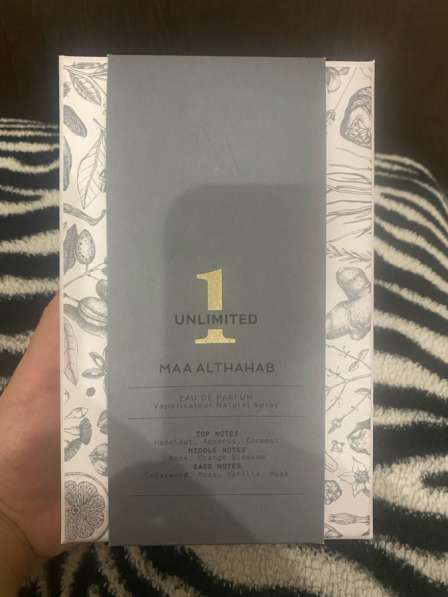 1
UNLIMITED
MAA ALTHAHAB
EAU DE PARFUM
Vaporisateur Natural Spray
TOP NOTES
Hazelnut, Aqueous, Coconut
MIDDLE NOTES
Rose, Orange Blossom
BASE NOTES
Cedarwood, Moss, Vanilla, Musk